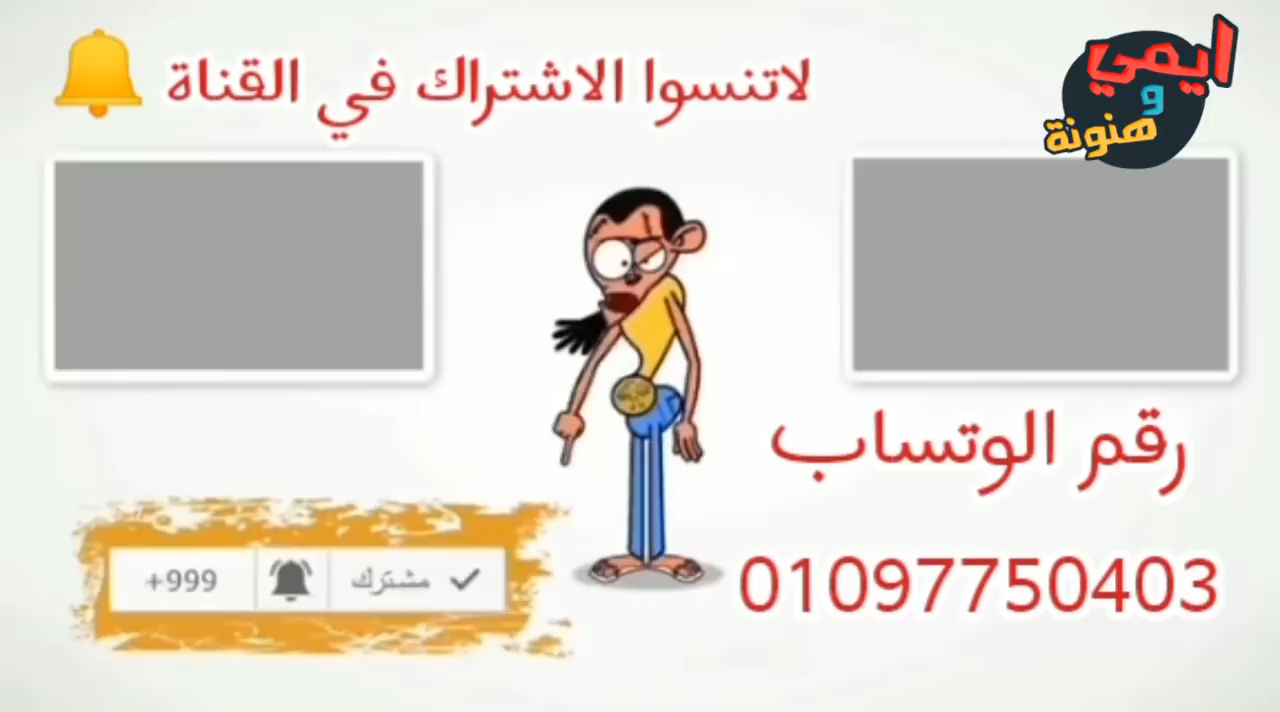 لاتنسوا الاشتراك في القناة
ايمي
و
هنونة
رقم الوتساب
01097750403
مشترك
+999